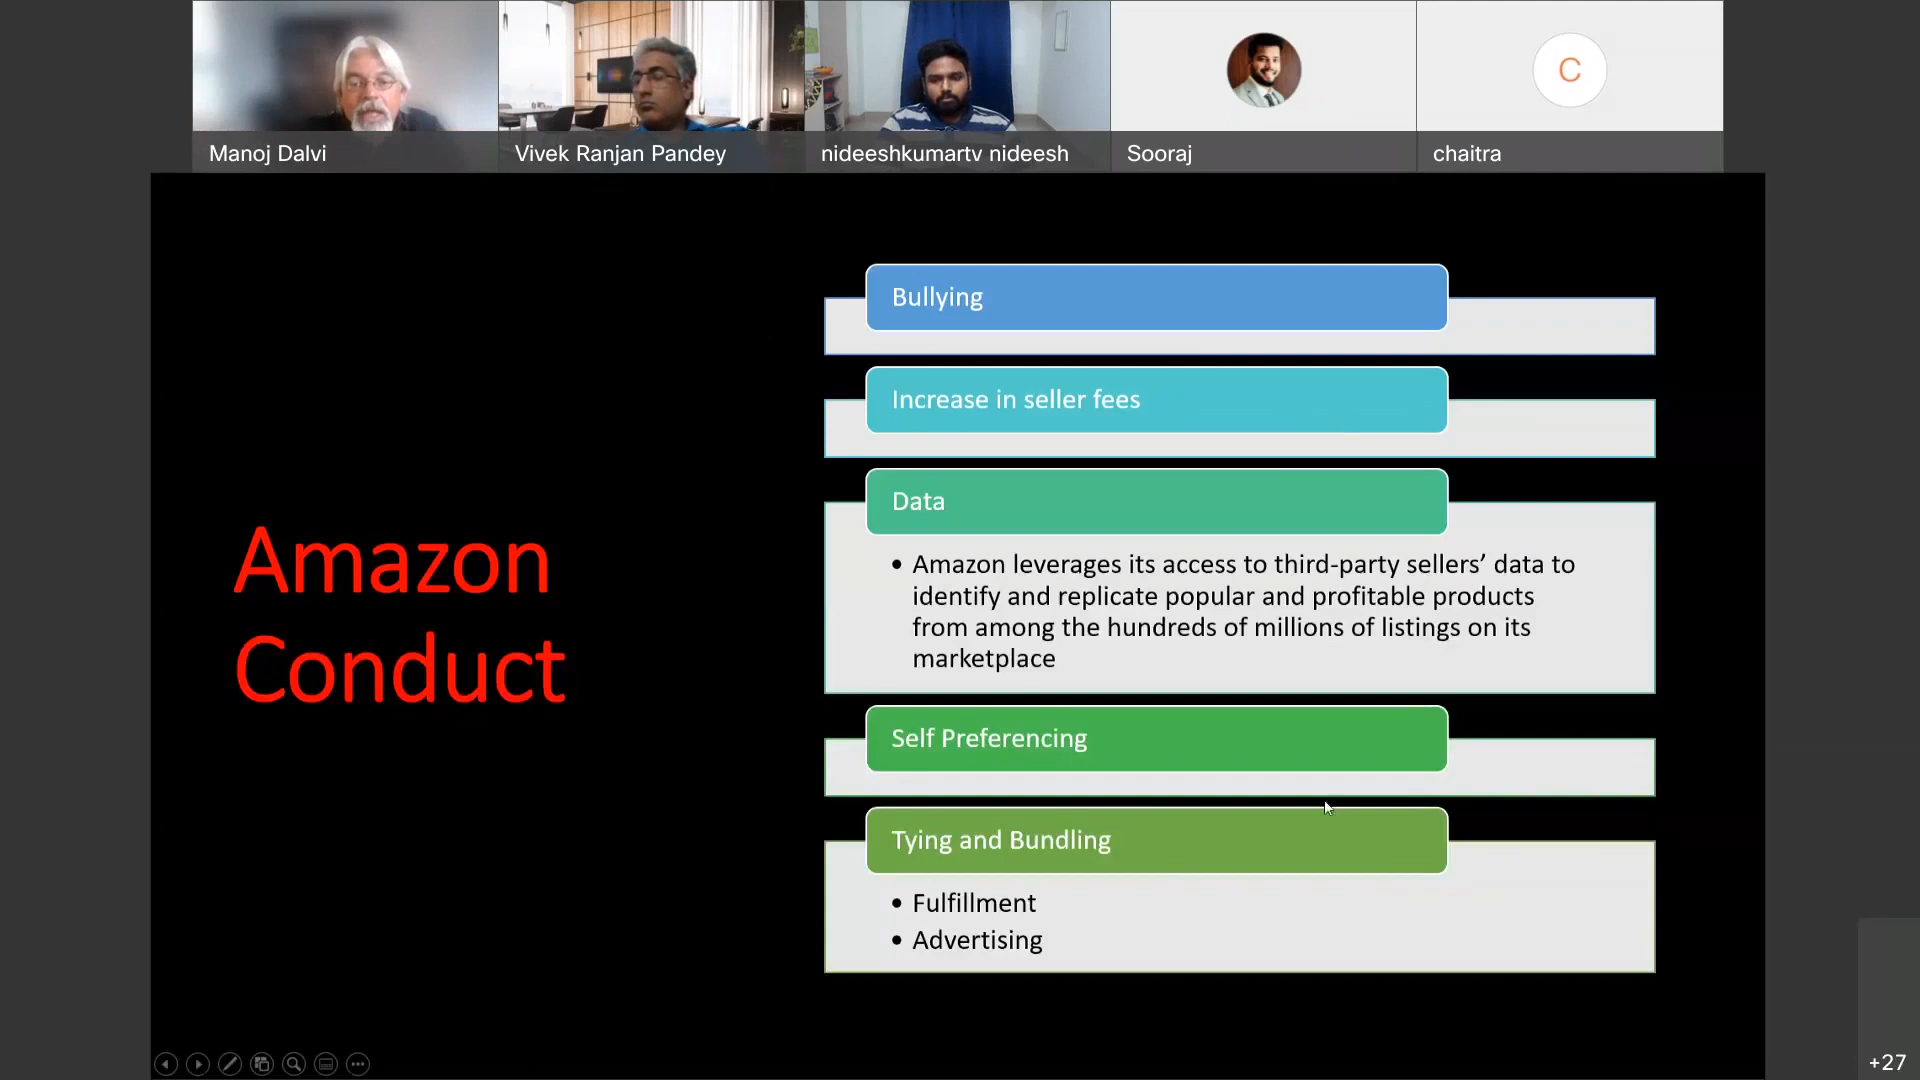 Manoj Dalvi
Vivek Ranjan Pandey
nideeshkumartv nideesh
Sooraj
C
chaitra
Amazon
Conduct
Bullying
Increase in seller fees
Data
• Amazon leverages its access to third-party sellers’ data to
identify and replicate popular and profitable products
from among the hundreds of millions of listings on its
marketplace
Self Preferencing
Tying and Bundling
• Fulfillment
• Advertising
+27